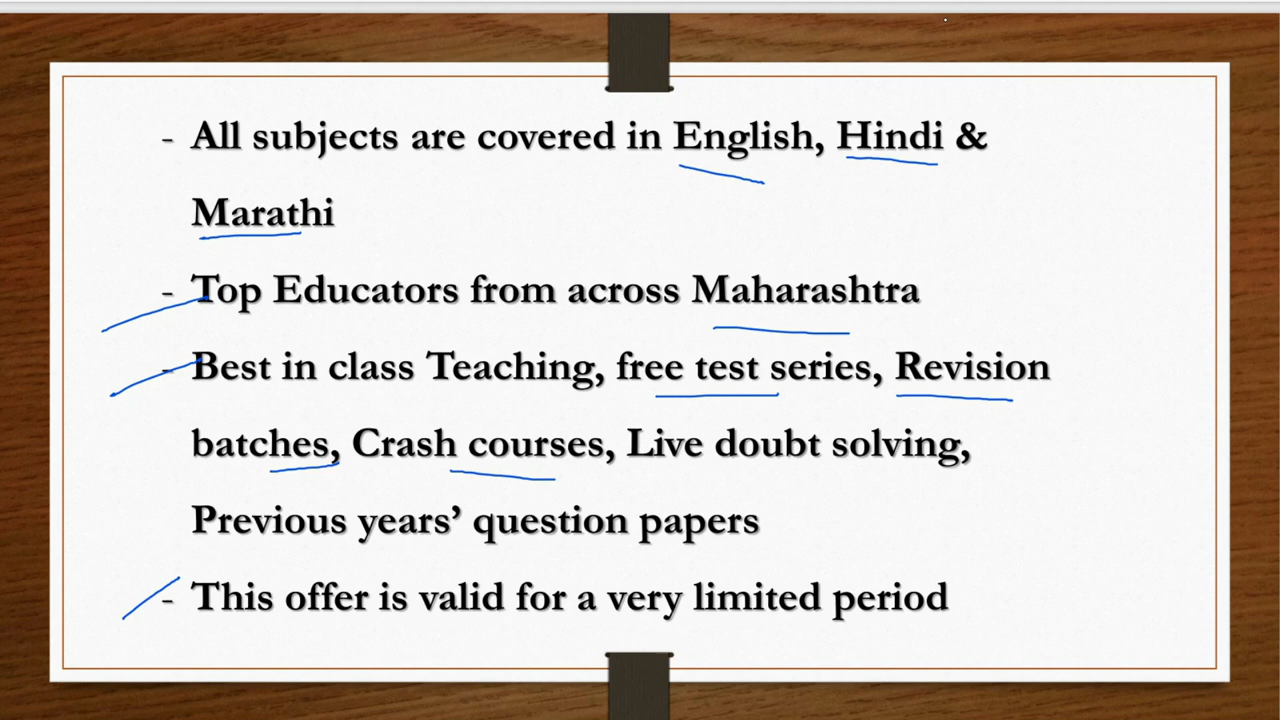 - All subjects are covered in English, Hindi &
Marathi
- Top Educators from across Maharashtra
- Best in class Teaching, free test series, Revision
batches, Crash courses, Live doubt solving,
Previous years’ question papers
- This offer is valid for a very limited period